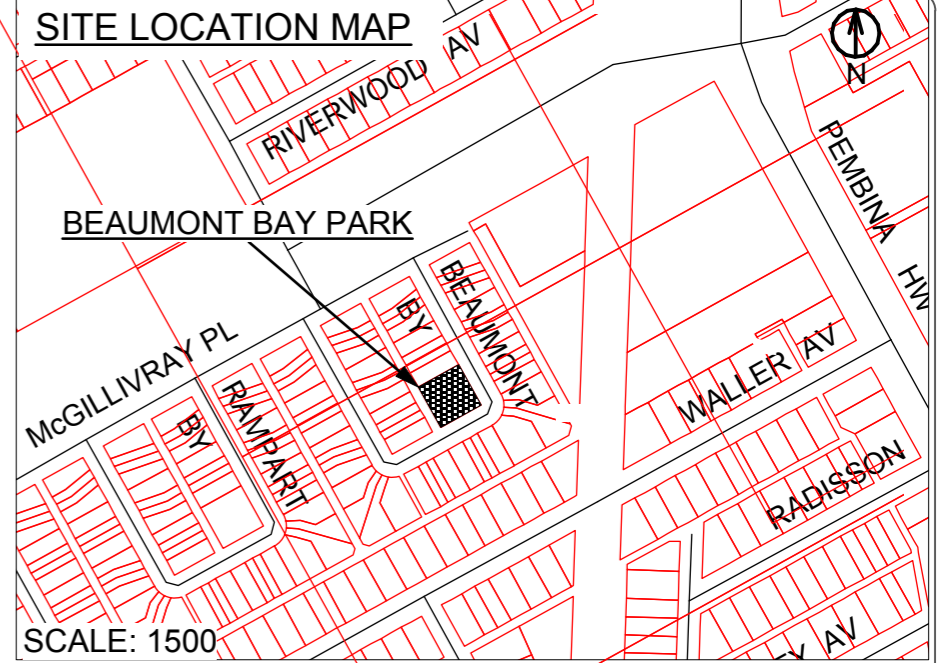 SITE LOCATION MAP
RIVERWOOD AV
N
PEMBINA
HW
BEAUMONT BAY PARK
BEAUMONT
BY
McGILLIVRAY PL
RAMPART
BY
WALLER AV
RADISSON
AV
SCALE: 1500